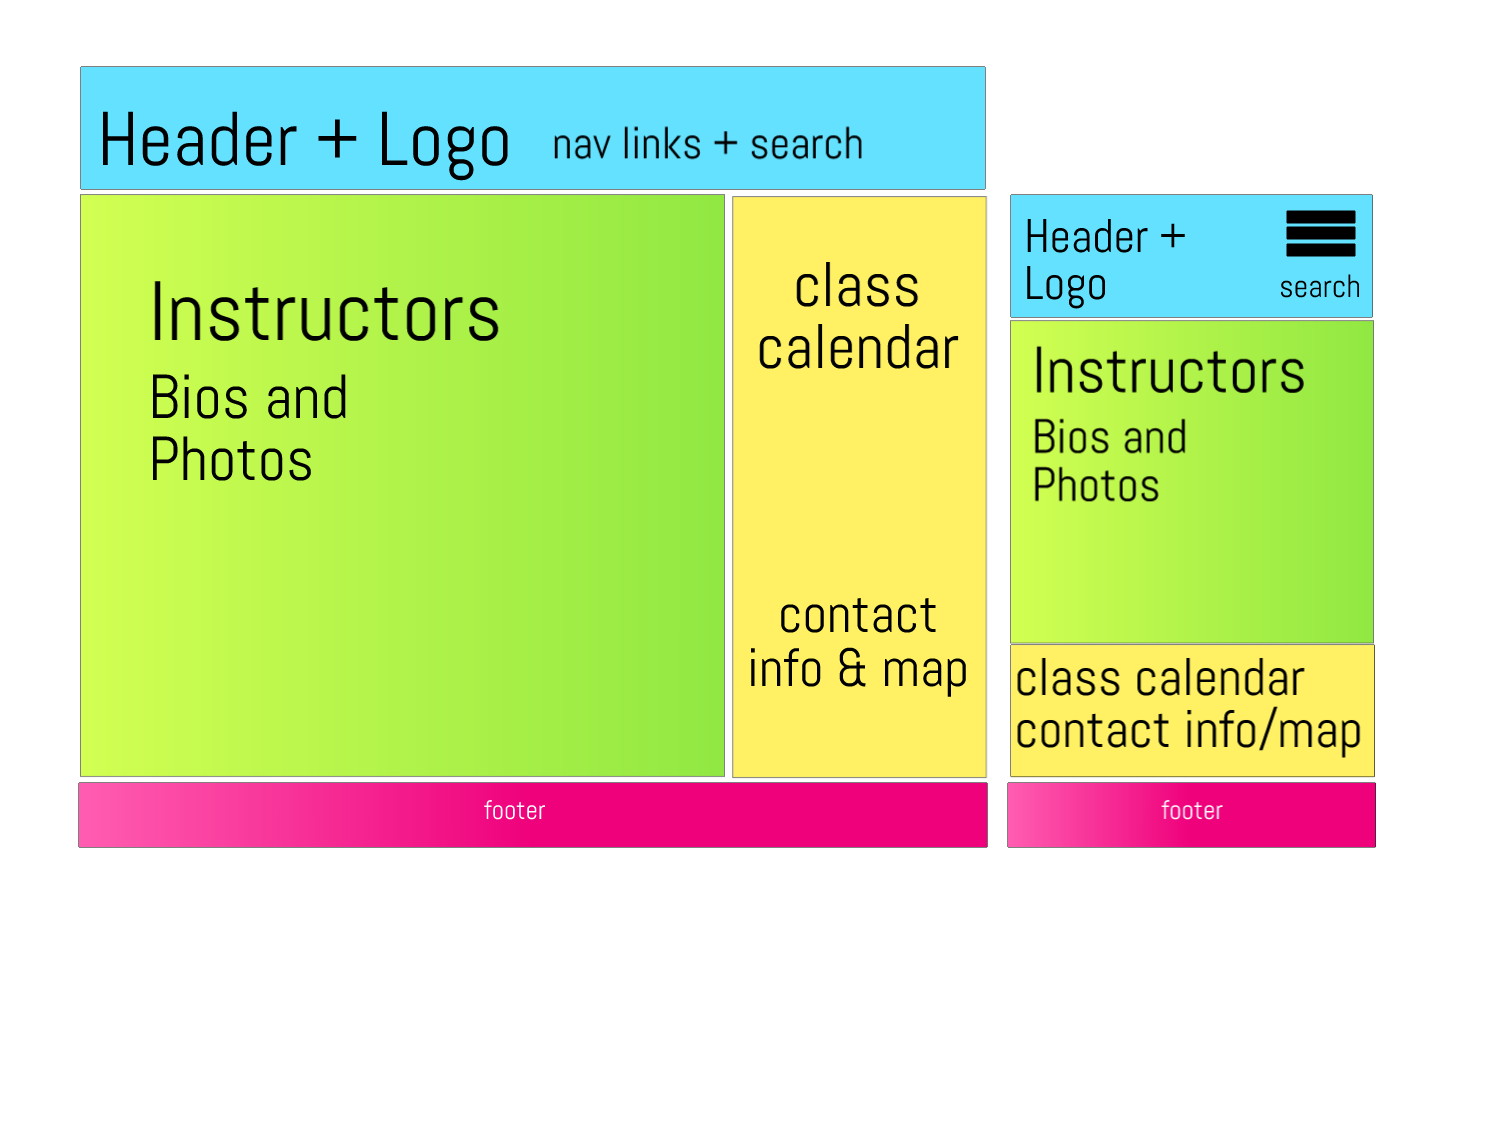 Header + Logo
nav links + search
Instructors
Bios and
Photos
class
calendar
contact
info & map
footer
Header +
Logo
search
Instructors
Bios and
Photos
class calendar
contact info/map
footer